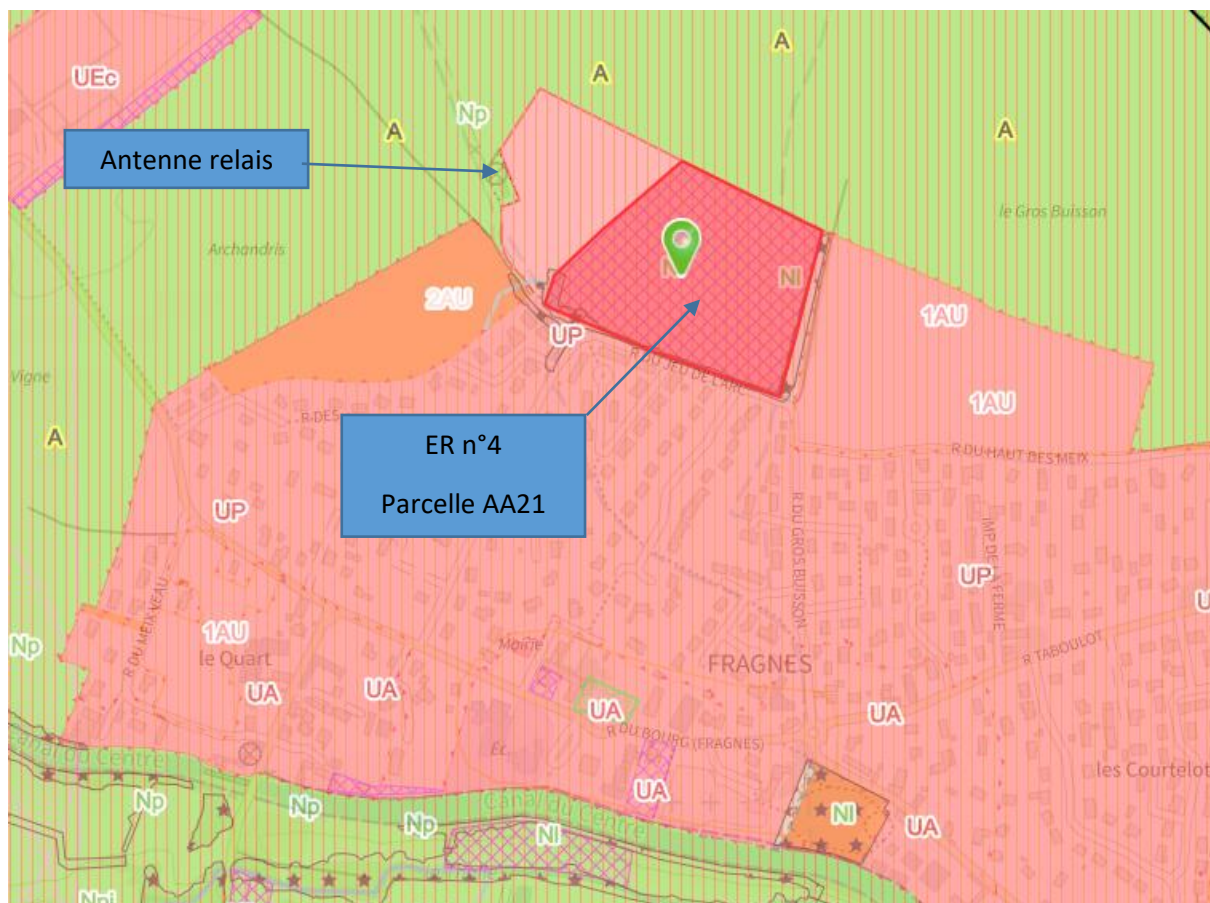 UEc
A
A
Np
A
A
Antenne relais
le Gros Buisson
Archandris
Nl
2AU
1AU
UP
R DU JEU DE L'ARC
Vigne
1AU
R DES
A
ER n°4
Parcelle AA21
R DU HAUT DES MEIX
UP
R DU GROS BUISSON
IMP DE LA FERME
UP
R DU MEIX VEAU
1AU
Mairie
R TABOULOT
Np
le Quart
FRAGNES
UA
UA
UA
UA
R DU BOURG (FRAGNES)
Éc.
Canal du Centre
les Courtelot
Np
Np
Np
Canal du Centre
UA
Nl
Nl
UA
Npi